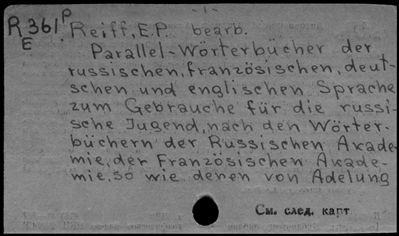 - 1 -
R 361 P
E
Reiff, E.P. bearb.
Parallel-Wörterbücher der
russischen, französischen, deut-
schen und englischen Sprache
zum Gebrauche für die russi-
sche Jugend, nach den Wörter-
büchern der Russischen Akade-
mie, der Französischen Akade-
mie, so wie denen von Adelung
См. след. карт